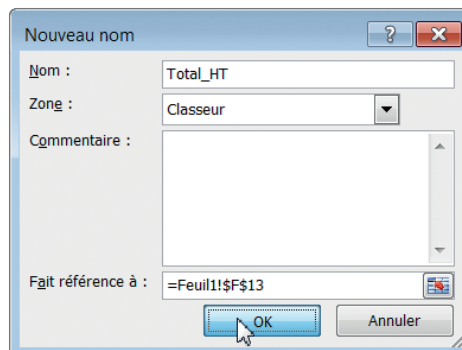 Nouveau nom
Nom : Total_HT
Zone : Classeur
Commentaire :
Fait référence à : =Feuil1!$F$13
OK Annuler